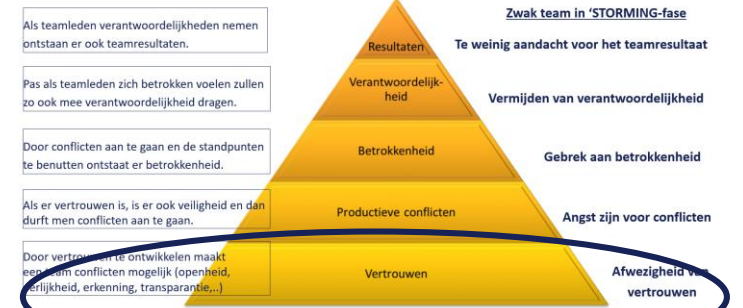 Als teamleden verantwoordelijkheden nemen
ontstaan er ook teamresultaten.
Resultaten
Zwak team in ‘STORMING-fase
Te weinig aandacht voor het teamresultaat
Pas als teamleden zich betrokken voelen zullen
zo ook mee verantwoordelijkheid dragen.
Verantwoordelijk-
heid
Vermijden van verantwoordelijkheid
Door conflicten aan te gaan en de standpunten
te benutten ontstaat er betrokkenheid.
Betrokkenheid
Gebrek aan betrokkenheid
Als er vertrouwen is, is er ook veiligheid en dan
durft men conflicten aan te gaan.
Productieve conflicten
Angst zijn voor conflicten
Door vertrouwen te ontwikkelen maakt
een team conflicten mogelijk (openheid,
eerlijkheid, erkenning, transparantie,..)
Vertrouwen
Afwezigheid van
vertrouwen